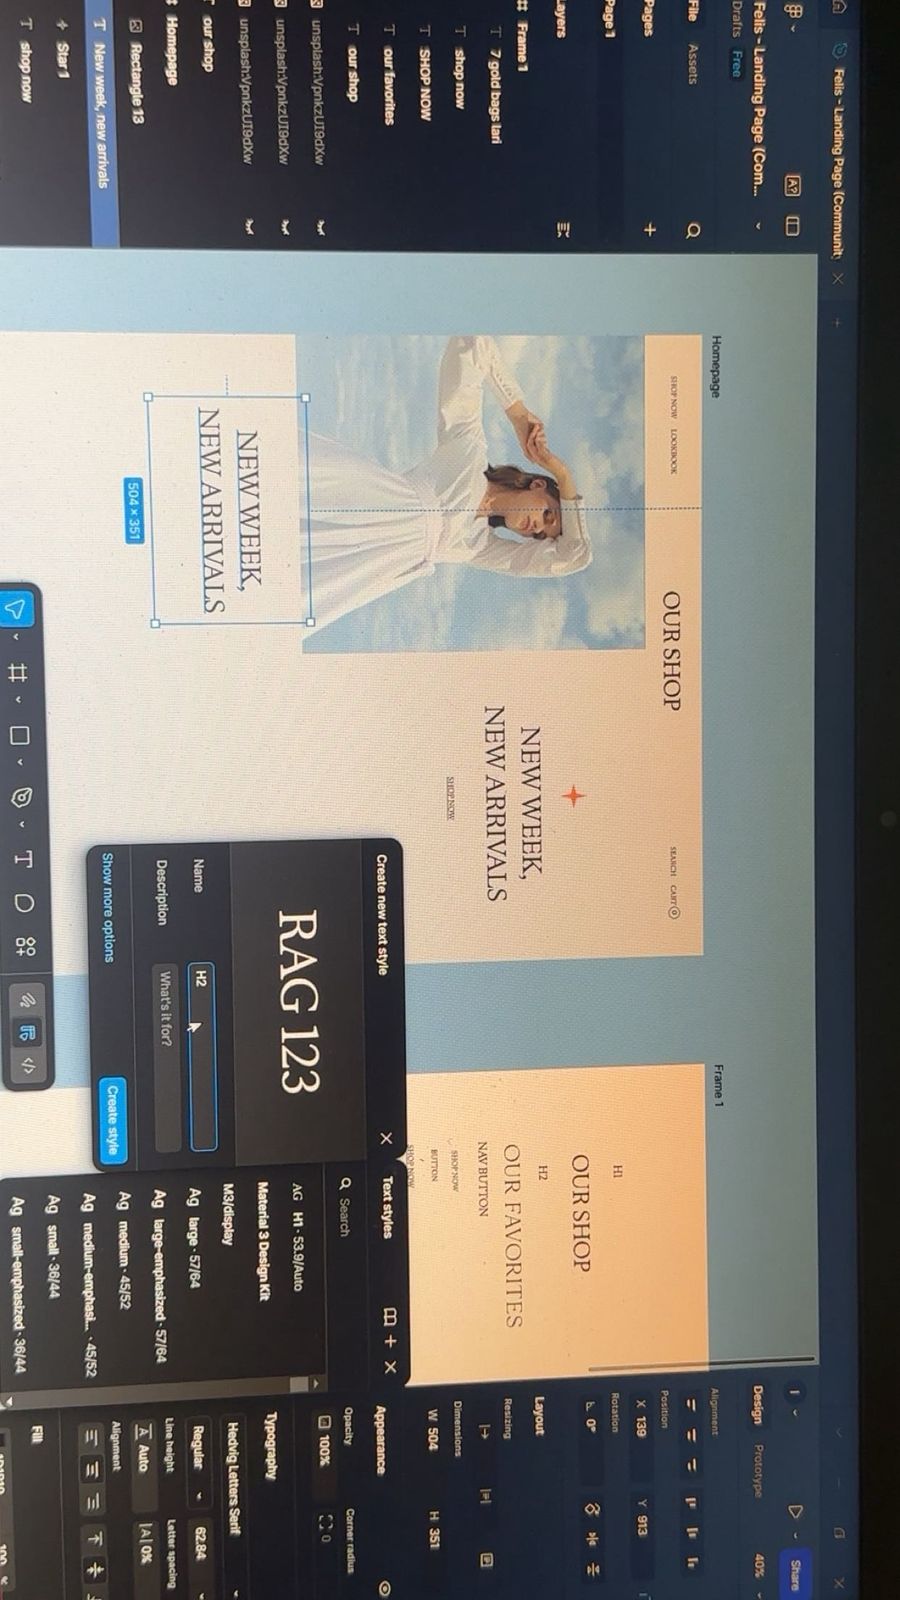 Felis - Landing Page (Communit
Felis - Landing Page (Com...
Drafts Free
File Assets
Pages
Page 1
Layers
Frame 1
7 gold bags lari
shop now
SHOP NOW
our favorites
our shop
unsplash:VpnkzUI9dXw
unsplash:VpnkzUI9dXw
unsplash:VpnkzUI9dXw
our shop
Homepage
Rectangle 13
New week, new arrivals
Star 1
shop now
Homepage
SHOP NOW LOOKBOOK
OUR SHOP
SEARCH CART
NEW WEEK,
NEW ARRIVALS
SHOP NOW
NEW WEEK,
NEW ARRIVALS
504 × 351
Frame 1
H1
OUR SHOP
H2
OUR FAVORITES
NAV BUTTON
SHOP NOW
BUTTON
SHOP NOW
Create new text style
RAG 123
Name H2
Description What's it for?
Show more options
Create style
Text styles
Search
AG H1 · 53.9/Auto
Material 3 Design Kit
M3/display
Ag large · 57/64
Ag large-emphasized · 57/64
Ag medium · 45/52
Ag medium-emphasi... · 45/52
Ag small · 36/44
Ag small-emphasized · 36/44
Share
Design Prototype 40%
Alignment
Position
X 139 Y 913
Rotation
0°
Layout
Resizing
Dimensions
W 504 H 351
Appearance
Opacity Corner radius
100% 0
Typography
Hedvig Letters Serif
Regular 62.84
Line height Letter spacing
Auto 0%
Alignment
Fill
100 %